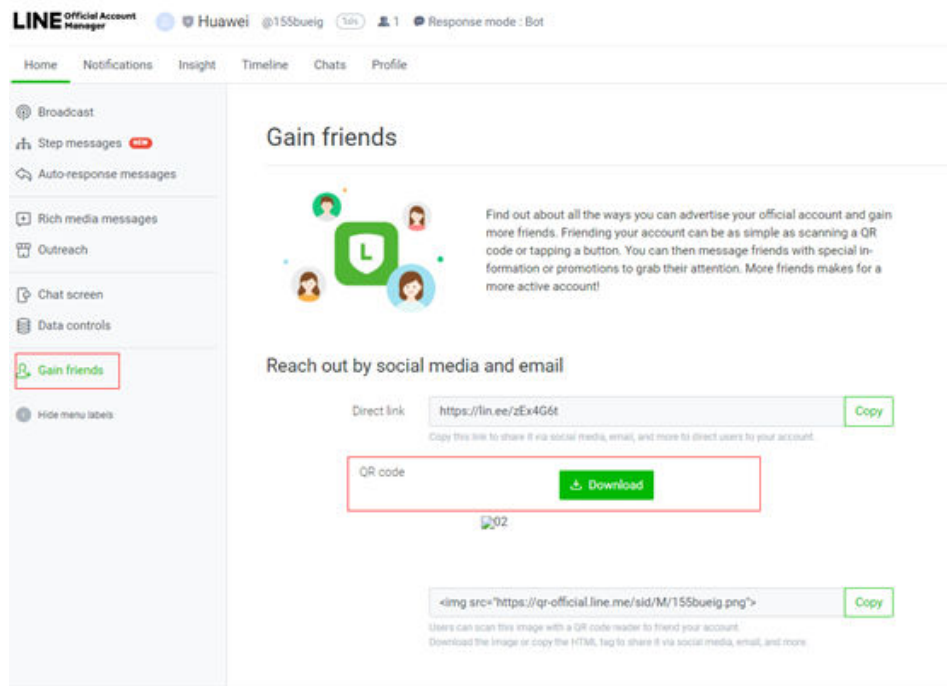 LINE Official Account Manager
Huawei @155bueig 1 Response mode : Bot
Home Notifications Insight Timeline Chats Profile
Broadcast
Step messages NEW
Auto-response messages
Rich media messages
Outreach
Chat screen
Data controls
Gain friends
Hide menu labels
Gain friends
Find out about all the ways you can advertise your official account and gain
more friends. Friending your account can be as simple as scanning a QR
code or tapping a button. You can then message friends with special in-
formation or promotions to grab their attention. More friends makes for a
more active account!
L
Reach out by social media and email
Direct link https://lin.ee/zEx4G6t Copy
Copy this link to share it via social media, email, and more to direct users to your account.
QR code Download
02
<img src="https://qr-official.line.me/sid/M/155bueig.png"> Copy
Users can scan this image with a QR code reader to friend your account.
Download the image or copy the HTML tag to share it via social media, email, and more.